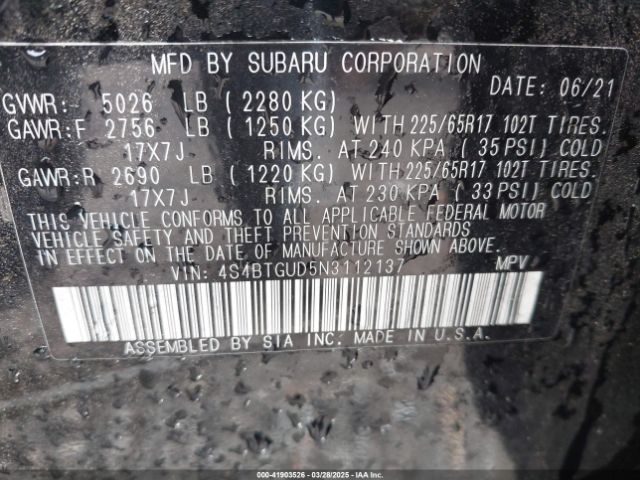 MFD BY SUBARU CORPORATION
DATE: 06/21
GVWR: 5026 LB ( 2280 KG)
GAWR:F 2756 LB ( 1250 KG) WITH 225/65R17 102T TIRES.
17X7J RIMS. AT 240 KPA ( 35 PSI) COLD
GAWR:R 2690 LB ( 1220 KG) WITH 225/65R17 102T TIRES.
17X7J RIMS. AT 230 KPA ( 33 PSI) COLD
THIS VEHICLE CONFORMS TO ALL APPLICABLE FEDERAL MOTOR
VEHICLE SAFETY AND THEFT PREVENTION STANDARDS
IN EFFECT ON THE DATE OF MANUFACTURE SHOWN ABOVE.
VIN: 4S4BTGUD5N3112137 MPV
ASSEMBLED BY SIA INC. MADE IN U.S.A.
000-41903526 | 03/28/2025 | IAAI.COM